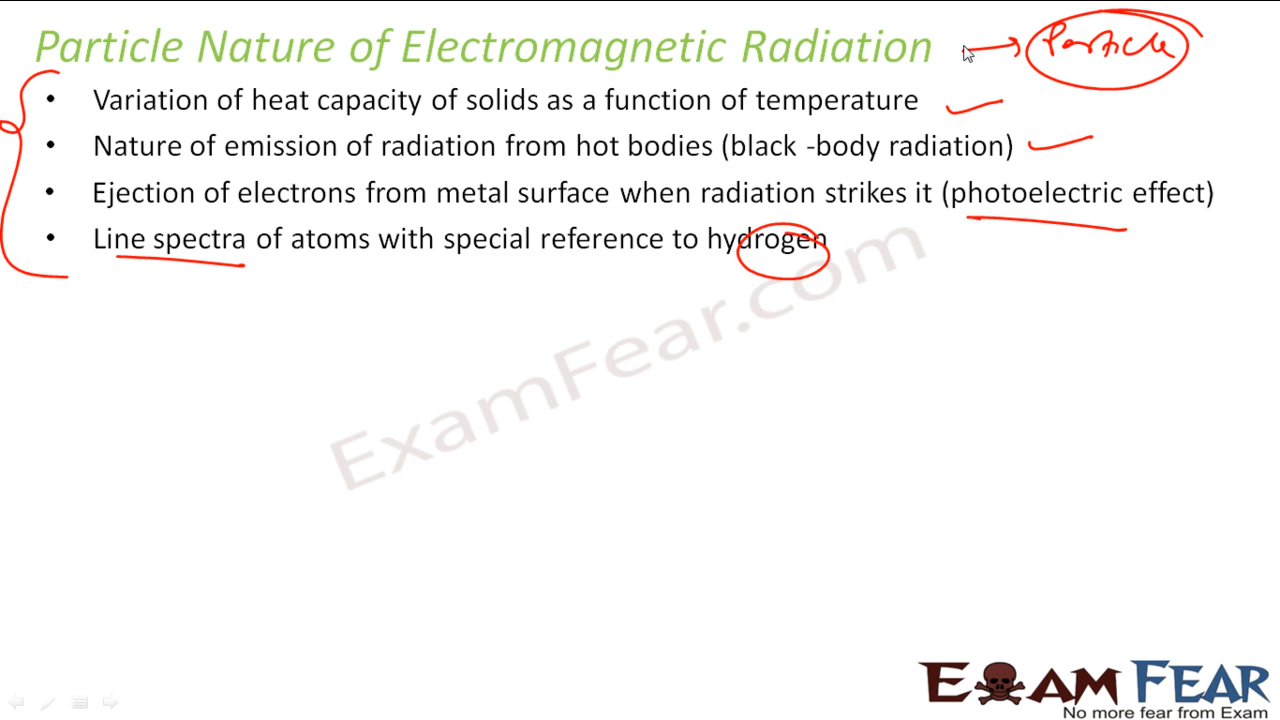 Particle Nature of Electromagnetic Radiation
Particle
• Variation of heat capacity of solids as a function of temperature
• Nature of emission of radiation from hot bodies (black -body radiation)
• Ejection of electrons from metal surface when radiation strikes it (photoelectric effect)
• Line spectra of atoms with special reference to hydrogen
ExamFear.com
EXAM FEAR
No more fear from Exam